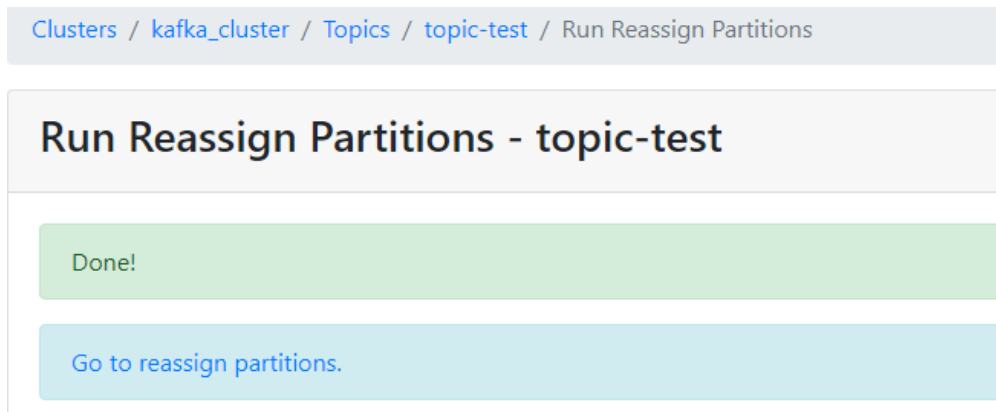 Clusters / kafka_cluster / Topics / topic-test / Run Reassign Partitions
Run Reassign Partitions - topic-test
Done!
Go to reassign partitions.